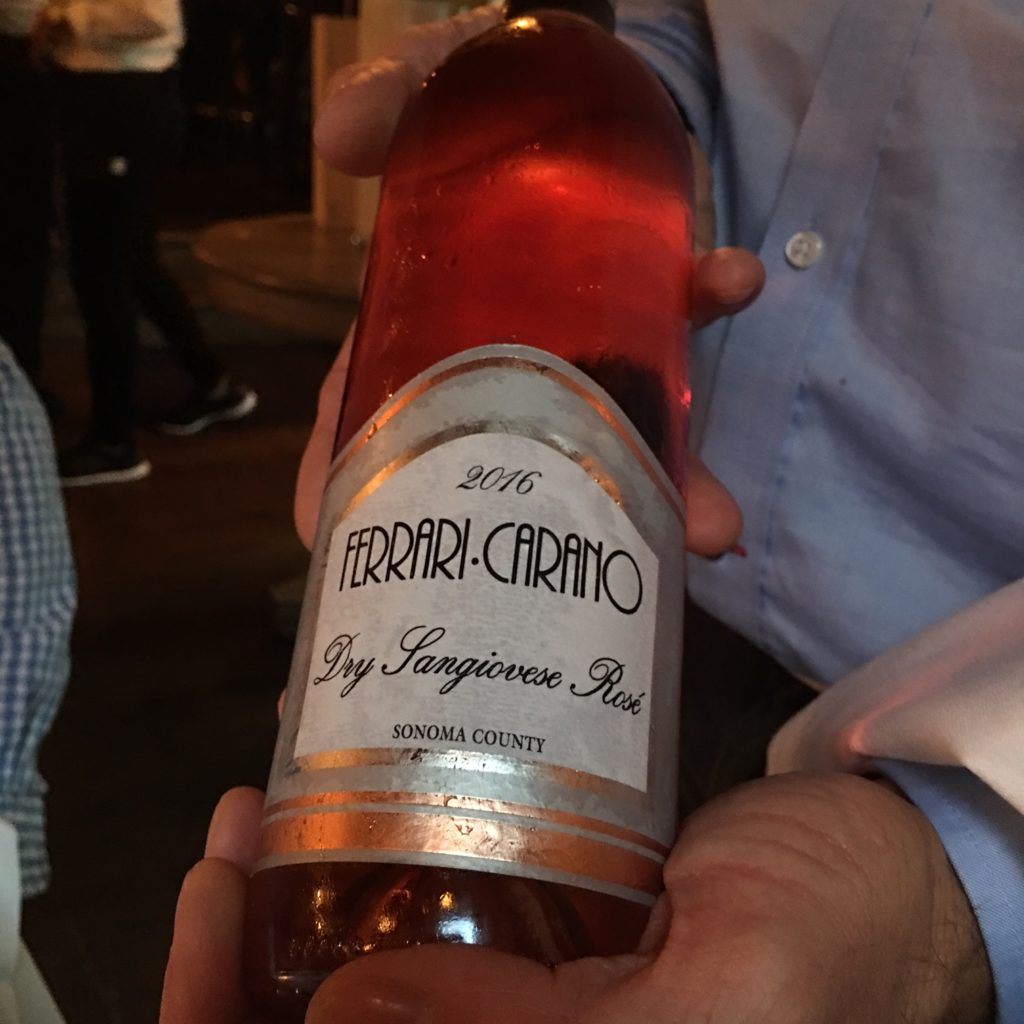 2016
FERRARI·CARANO
Dry Sangiovese Rosé
SONOMA COUNTY